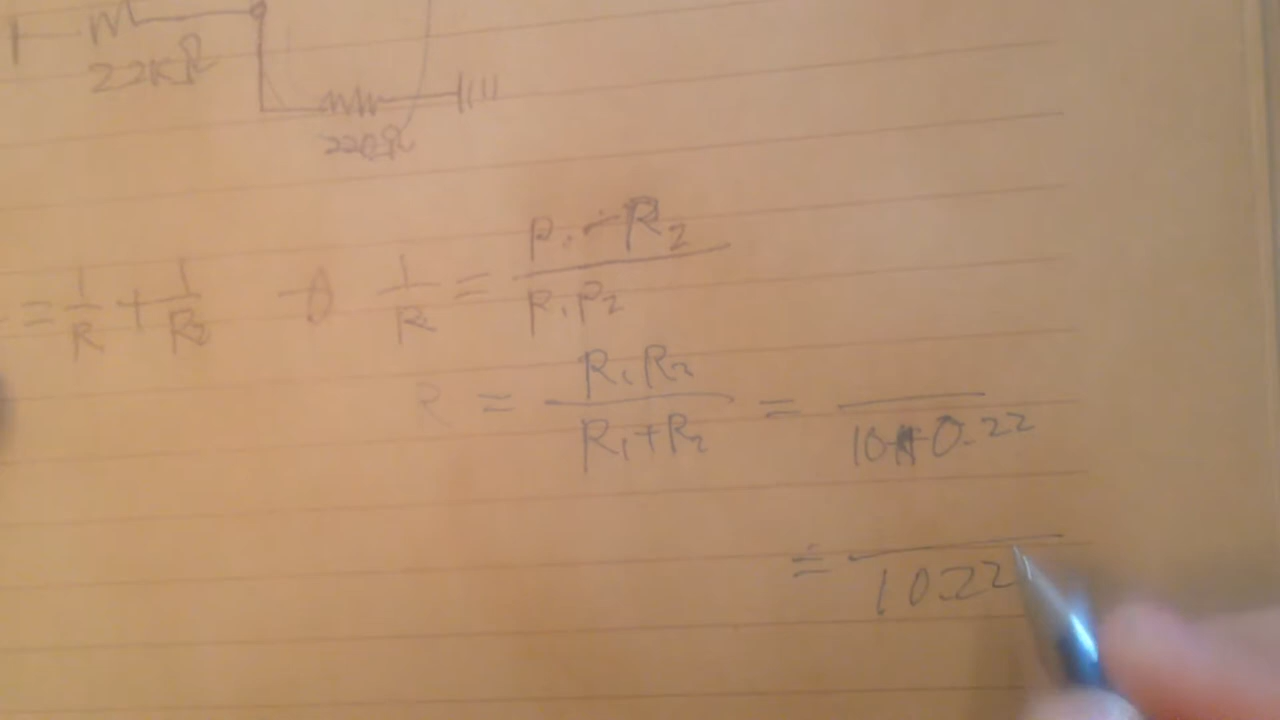 22KΩ
220Ω
= 1/R + 1/R2 → 1/R = R1+R2/R1R2
R = R1R2/R1+R2 = /10+0.22
= /10.22